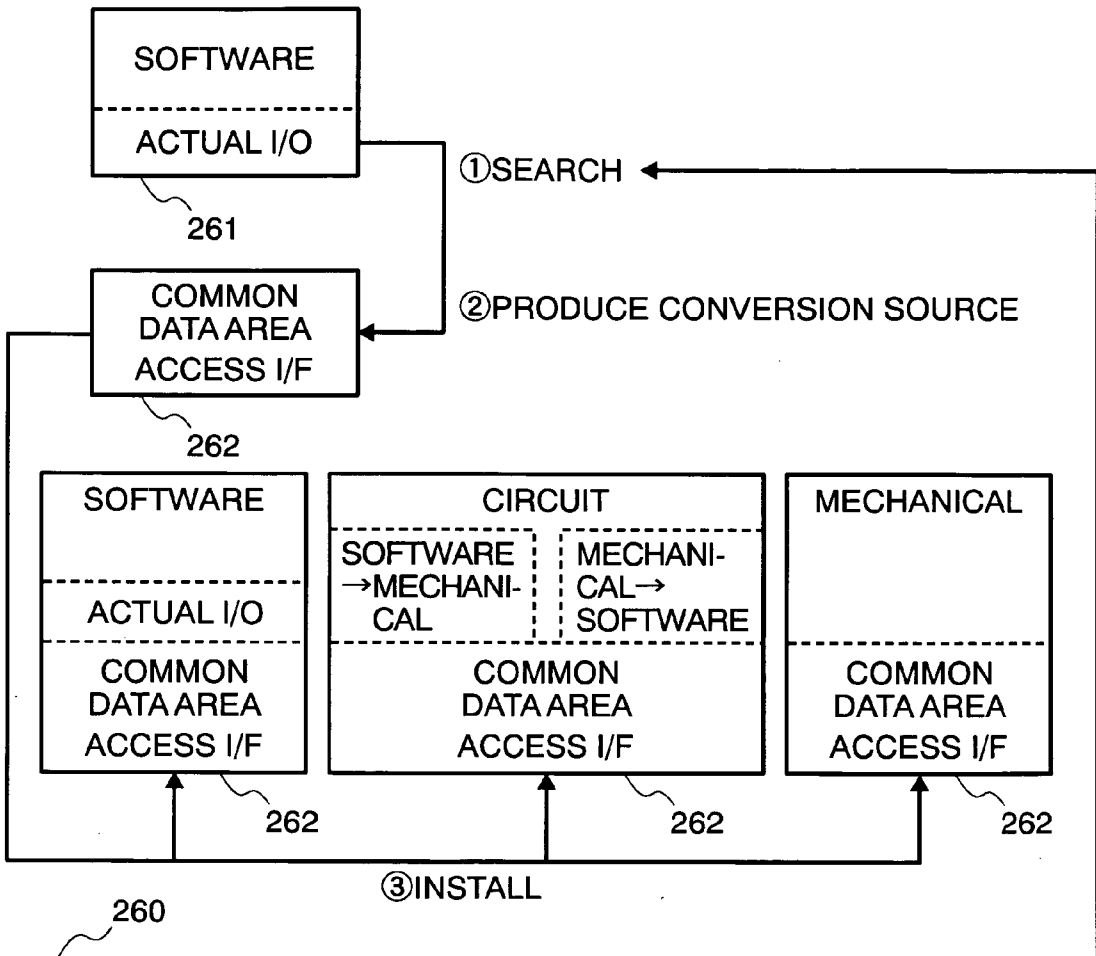 SOFTWARE
ACTUAL I/O
①SEARCH
261
COMMON
DATA AREA
ACCESS I/F
②PRODUCE CONVERSION SOURCE
262
SOFTWARE
ACTUAL I/O
COMMON
DATA AREA
ACCESS I/F
CIRCUIT
SOFTWARE
→MECHANI-
CAL
MECHANI-
CAL→
SOFTWARE
COMMON
DATA AREA
ACCESS I/F
MECHANICAL
COMMON
DATA AREA
ACCESS I/F
262
262
262
③INSTALL
260